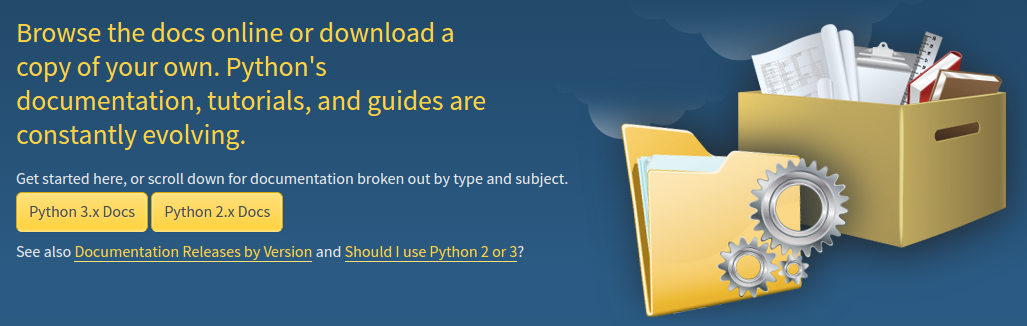 Browse the docs online or download a
copy of your own. Python's
documentation, tutorials, and guides are
constantly evolving.
Get started here, or scroll down for documentation broken out by type and subject.
Python 3.x Docs Python 2.x Docs
See also Documentation Releases by Version and Should I use Python 2 or 3?